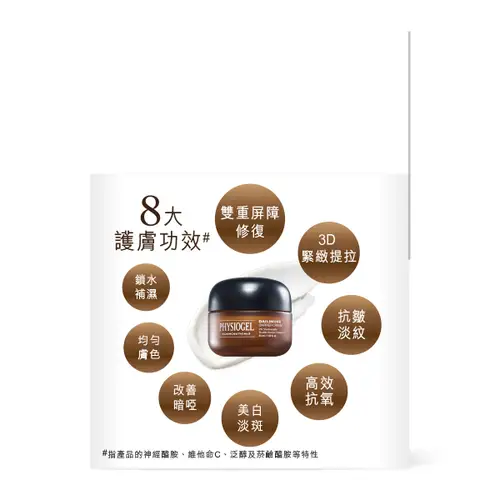 8大
護膚功效#
雙重屏障
修復
3D
緊緻提拉
鎖水
補濕
抗皺
淡紋
均勻
膚色
改善
暗啞
美白
淡斑
高效
抗氧
PHYSIOGEL
#指產品的神經醯胺、維他命C、泛醇及菸鹼醯胺等特性